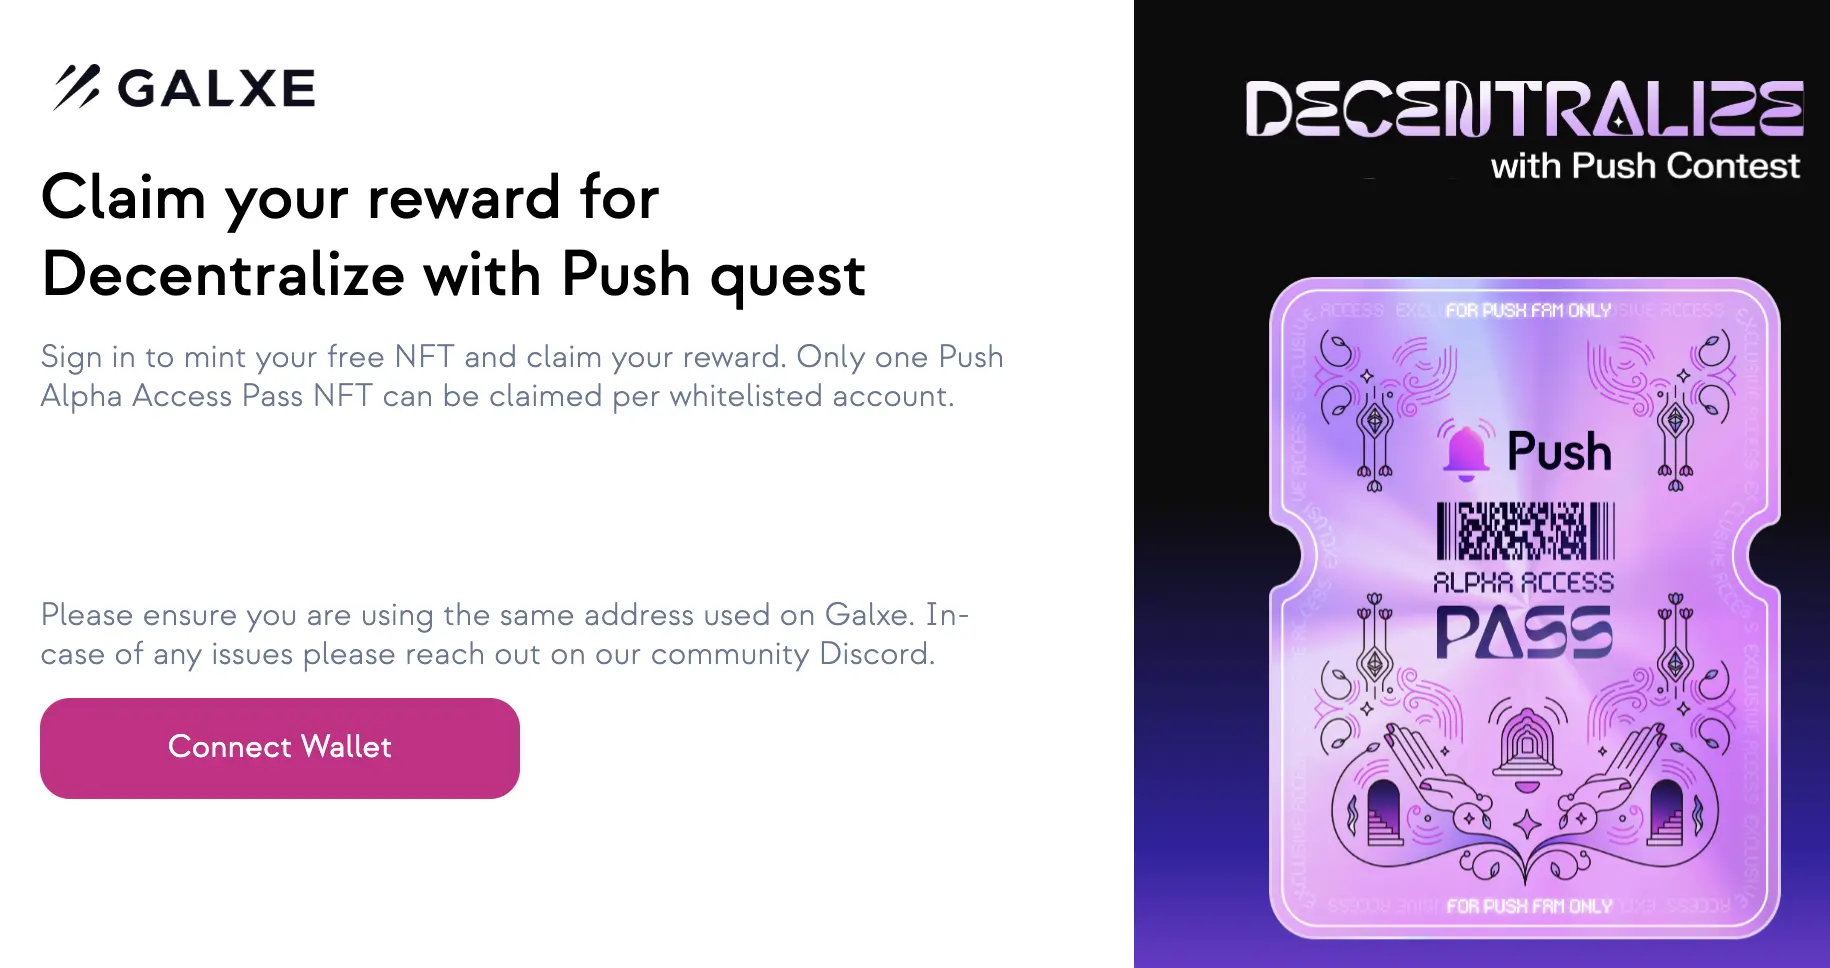 GALXE
Claim your reward for
Decentralize with Push quest
Sign in to mint your free NFT and claim your reward. Only one Push
Alpha Access Pass NFT can be claimed per whitelisted account.
Please ensure you are using the same address used on Galxe. In-
case of any issues please reach out on our community Discord.
Connect Wallet
DECENTRALIZE
with Push Contest
FOR PUSH FAM ONLY
Push
ALPHA ACCESS
PASS
FOR PUSH FAM ONLY